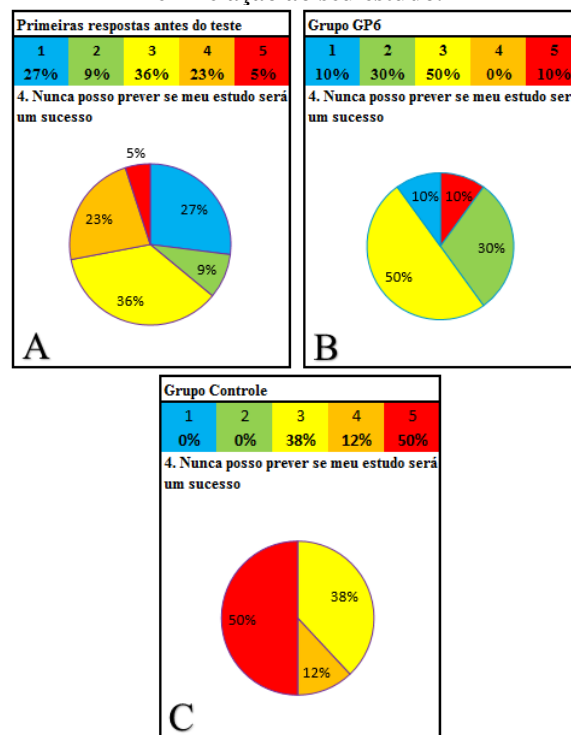 Primeiras respostas antes do teste
1 2 3 4 5
27% 9% 36% 23% 5%
4. Nunca posso prever se meu estudo será
um sucesso
5%
27%
23%
9%
36%
A
Grupo GP6
1 2 3 4 5
10% 30% 50% 0% 10%
4. Nunca posso prever se meu estudo ser
um sucesso
10%
10%
30%
50%
B
Grupo Controle
1 2 3 4 5
0% 0% 38% 12% 50%
4. Nunca posso prever se meu estudo será
um sucesso
38%
50%
12%
C